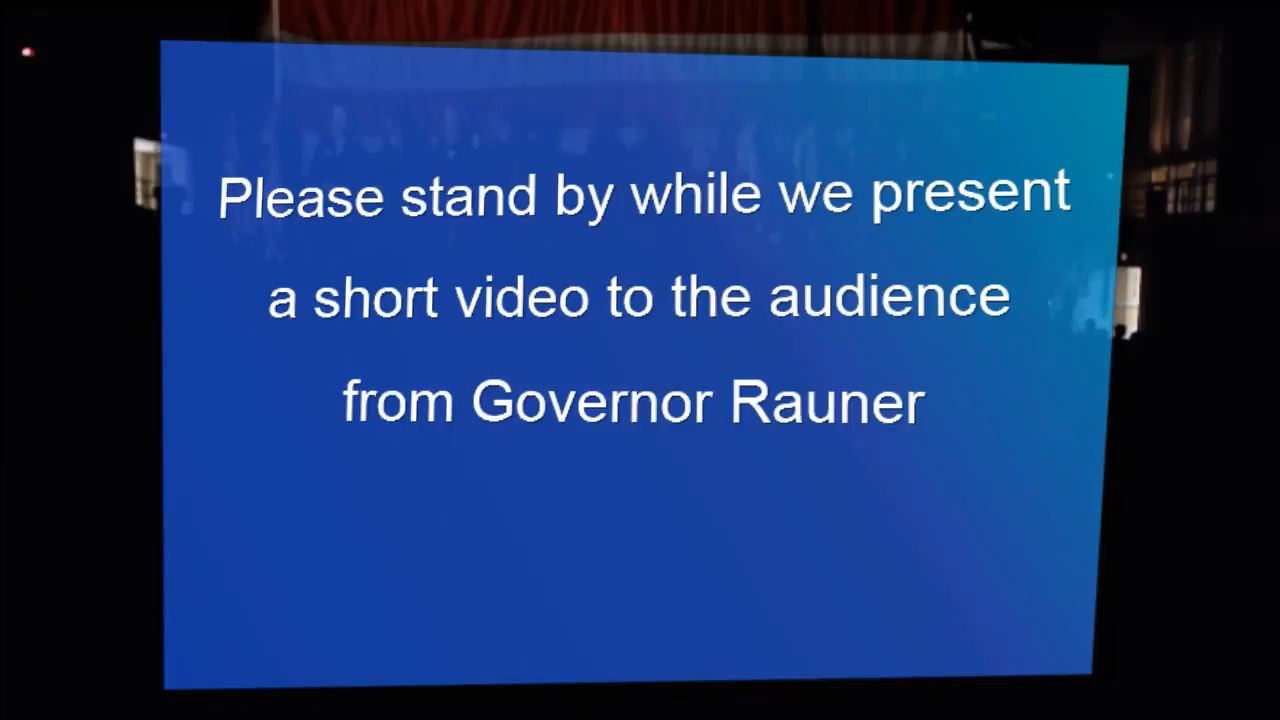 Please stand by while we present
a short video to the audience
from Governor Rauner